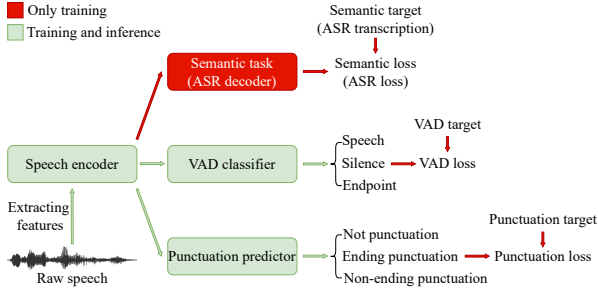 Only training
Training and inference
Semantic target
(ASR transcription)
Semantic task
(ASR decoder)
Semantic loss
(ASR loss)
VAD target
Speech encoder
VAD classifier
Speech
Silence
Endpoint
VAD loss
Extracting
features
Raw speech
Punctuation predictor
Not punctuation
Ending punctuation
Non-ending punctuation
Punctuation target
Punctuation loss